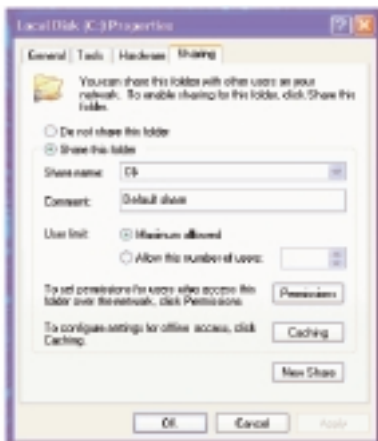 Local Disk (C:) Properties
General Tools Hardware Sharing
You can share this folder with other users on your
network. To enable sharing for this folder, click Share this
folder.
Do not share this folder
Share this folder
Share name: C$
Comment: Default share
User limit: Maximum allowed
Allow this number of users:
To set permissions for users who access this
folder over the network, click Permissions.
Permissions
To configure settings for offline access, click
Caching.
Caching
New Share
OK Cancel Apply